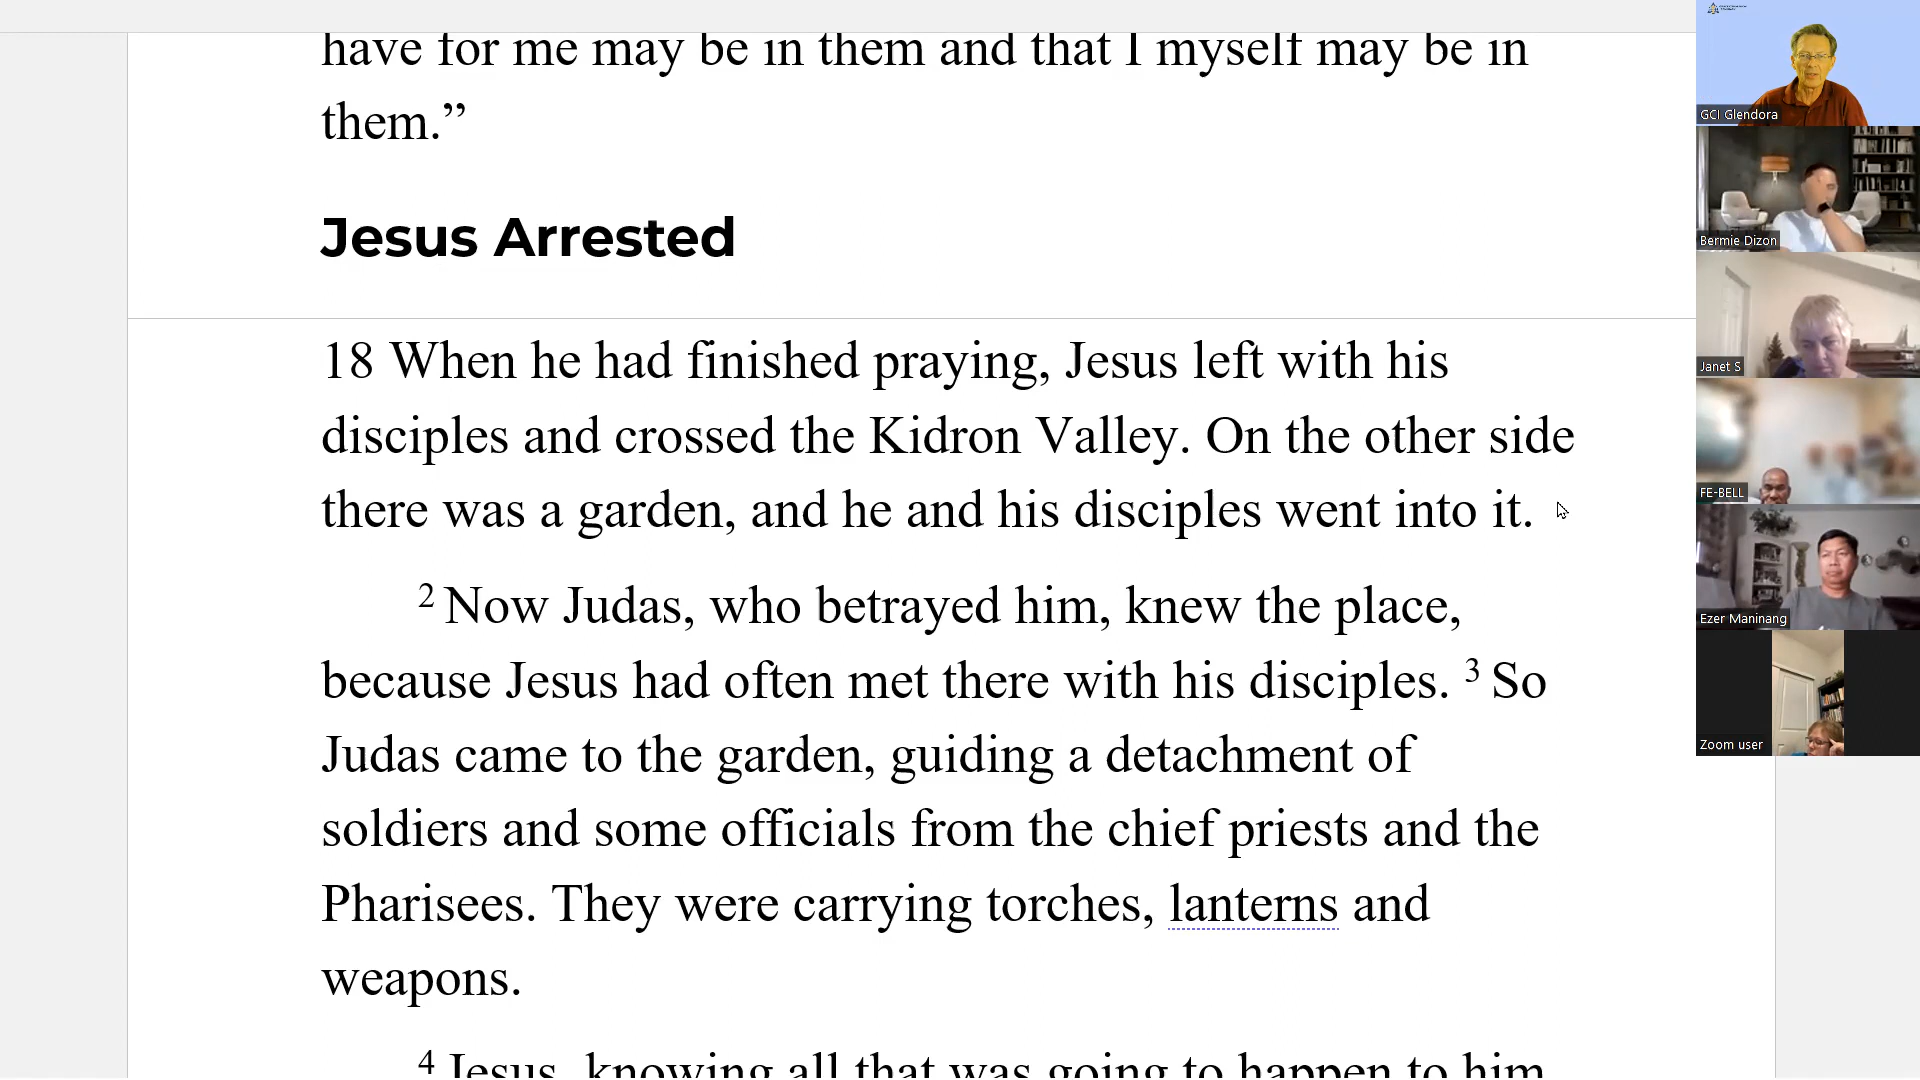 have for me may be in them and that I myself may be in
them.”
Jesus Arrested
18 When he had finished praying, Jesus left with his
disciples and crossed the Kidron Valley. On the other side
there was a garden, and he and his disciples went into it.
2 Now Judas, who betrayed him, knew the place,
because Jesus had often met there with his disciples. 3 So
Judas came to the garden, guiding a detachment of
soldiers and some officials from the chief priests and the
Pharisees. They were carrying torches, lanterns and
weapons.
4 Jesus, knowing all that was going to happen to him
GCI Glendora
Bermie Dizon
Janet S
FE-BELL
Ezer Maninang
Zoom user